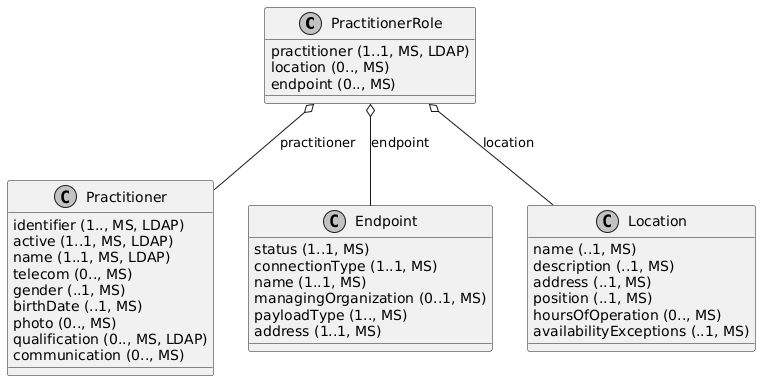 C PractitionerRole
practitioner (1..1, MS, LDAP)
location (0.., MS)
endpoint (0.., MS)
practitioner
endpoint
location
C Practitioner
identifier (1.., MS, LDAP)
active (1..1, MS, LDAP)
name (1..1, MS, LDAP)
telecom (0.., MS)
gender (..1, MS)
birthDate (..1, MS)
photo (0.., MS)
qualification (0.., MS, LDAP)
communication (0.., MS)
C Endpoint
status (1..1, MS)
connectionType (1..1, MS)
name (1..1, MS)
managingOrganization (0..1, MS)
payloadType (1.., MS)
address (1..1, MS)
C Location
name (..1, MS)
description (..1, MS)
address (..1, MS)
position (..1, MS)
hoursOfOperation (0.., MS)
availabilityExceptions (..1, MS)